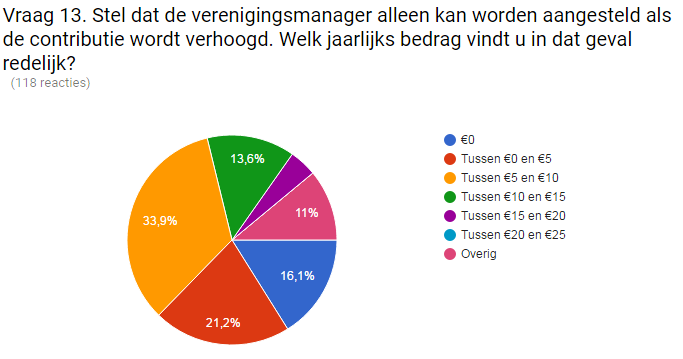 Vraag 13. Stel dat de verenigingsmanager alleen kan worden aangesteld als
de contributie wordt verhoogd. Welk jaarlijks bedrag vindt u in dat geval
redelijk?
(118 reacties)
13,6%
11%
33,9%
16,1%
21,2%
€0
Tussen €0 en €5
Tussen €5 en €10
Tussen €10 en €15
Tussen €15 en €20
Tussen €20 en €25
Overig